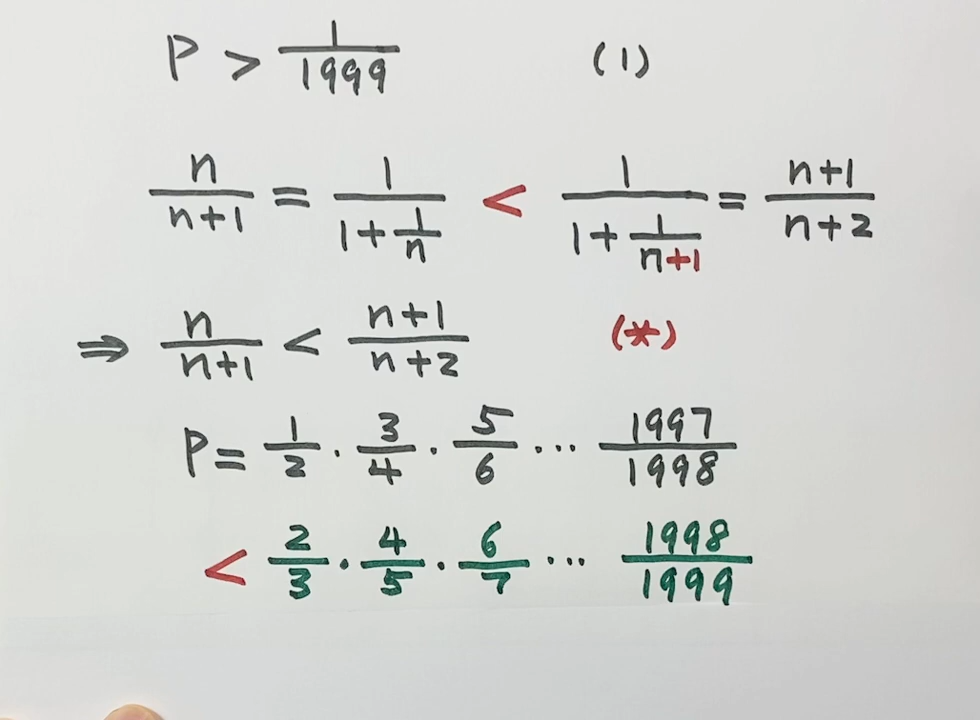 P > 1/1999 (1)
n/(n+1) = 1/(1+1/n) < 1/(1+1/(n+1)) = (n+1)/(n+2)
⇒ n/(n+1) < (n+1)/(n+2) (*)
P = 1/2 · 3/4 · 5/6 ... 1997/1998
< 2/3 · 4/5 · 6/7 ... 1998/1999